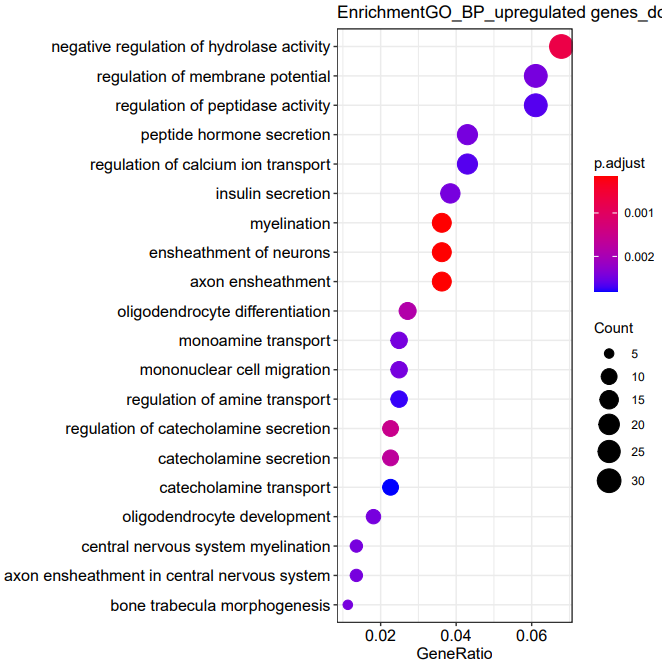 EnrichmentGO_BP_upregulated genes_do
negative regulation of hydrolase activity
regulation of membrane potential
regulation of peptidase activity
peptide hormone secretion
regulation of calcium ion transport
insulin secretion
myelination
ensheathment of neurons
axon ensheathment
oligodendrocyte differentiation
monoamine transport
mononuclear cell migration
regulation of amine transport
regulation of catecholamine secretion
catecholamine secretion
catecholamine transport
oligodendrocyte development
central nervous system myelination
axon ensheathment in central nervous system
bone trabecula morphogenesis
0.02 0.04 0.06
GeneRatio
p.adjust
0.001
0.002
Count
5
10
15
20
25
30